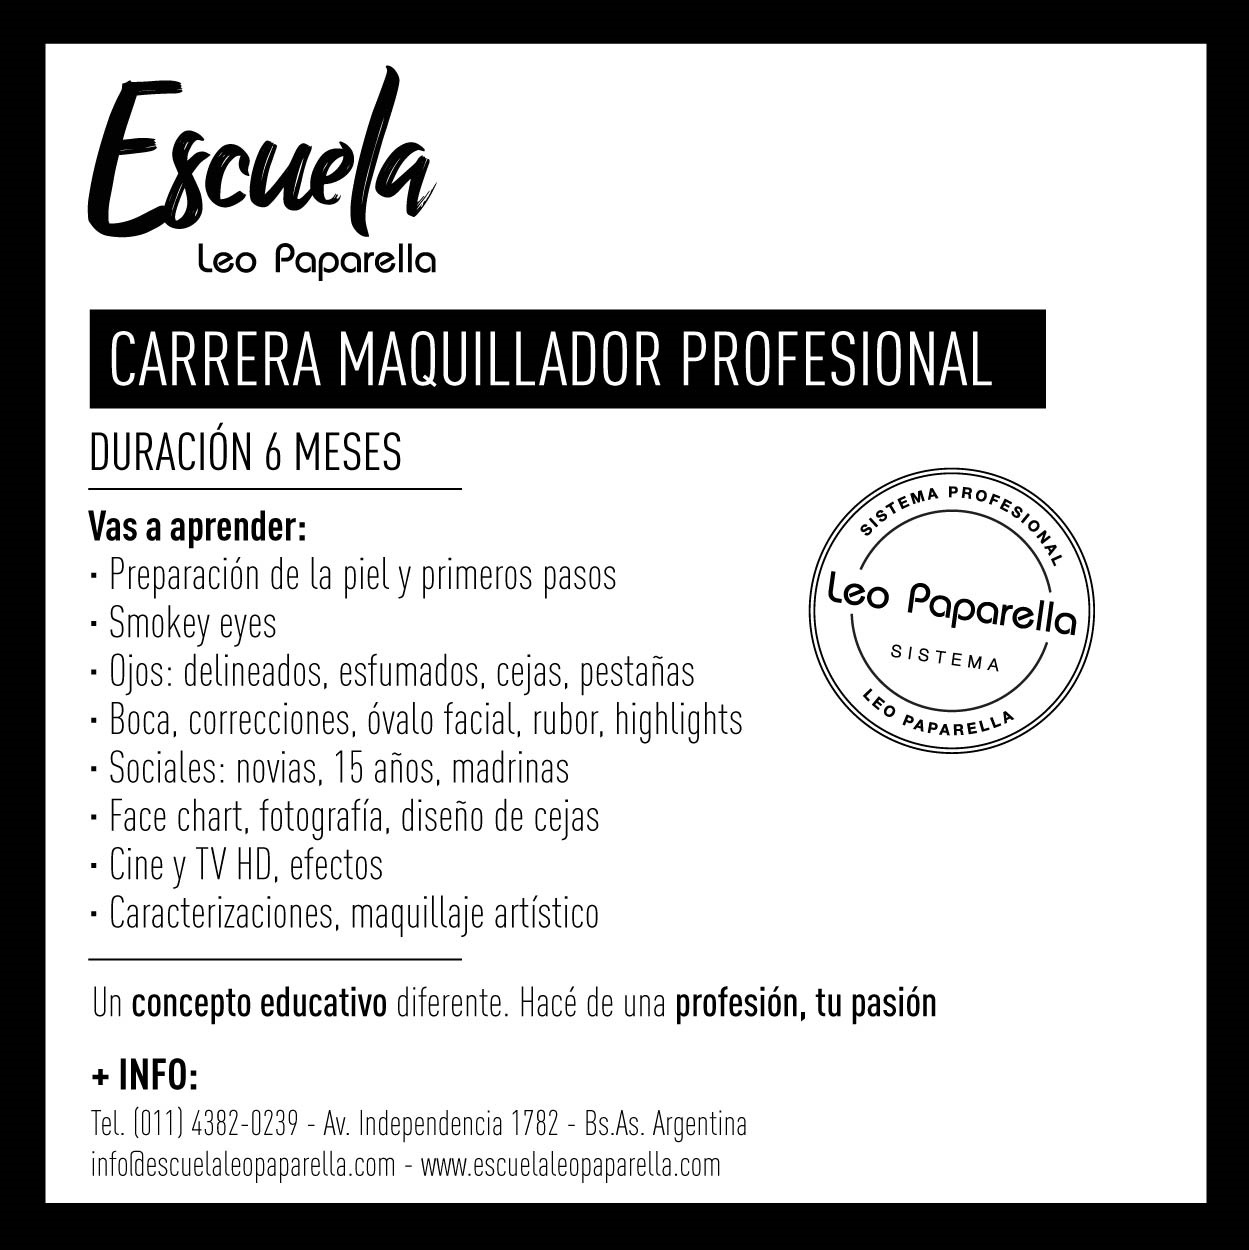 Escuela
Leo Paparella
CARRERA MAQUILLADOR PROFESIONAL
DURACIÓN 6 MESES
Vas a aprender:
· Preparación de la piel y primeros pasos
· Smokey eyes
· Ojos: delineados, esfumados, cejas, pestañas
· Boca, correcciones, óvalo facial, rubor, highlights
· Sociales: novias, 15 años, madrinas
· Face chart, fotografía, diseño de cejas
· Cine y TV HD, efectos
· Caracterizaciones, maquillaje artístico
SISTEMA PROFESIONAL
Leo Paparella
SISTEMA
LEO PAPARELLA
Un concepto educativo diferente. Hacé de una profesión, tu pasión
+ INFO:
Tel. (011) 4382-0239 - Av. Independencia 1782 - Bs.As. Argentina
info@escuelaleopaparella.com - www.escuelaleopaparella.com